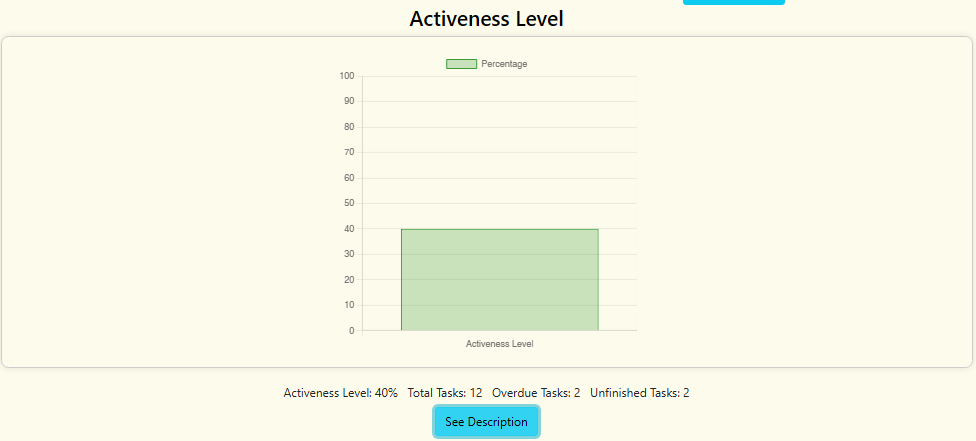 Activeness Level
Percentage
100
90
80
70
60
50
40
30
20
10
0
Activeness Level
Activeness Level: 40% Total Tasks: 12 Overdue Tasks: 2 Unfinished Tasks: 2
See Description